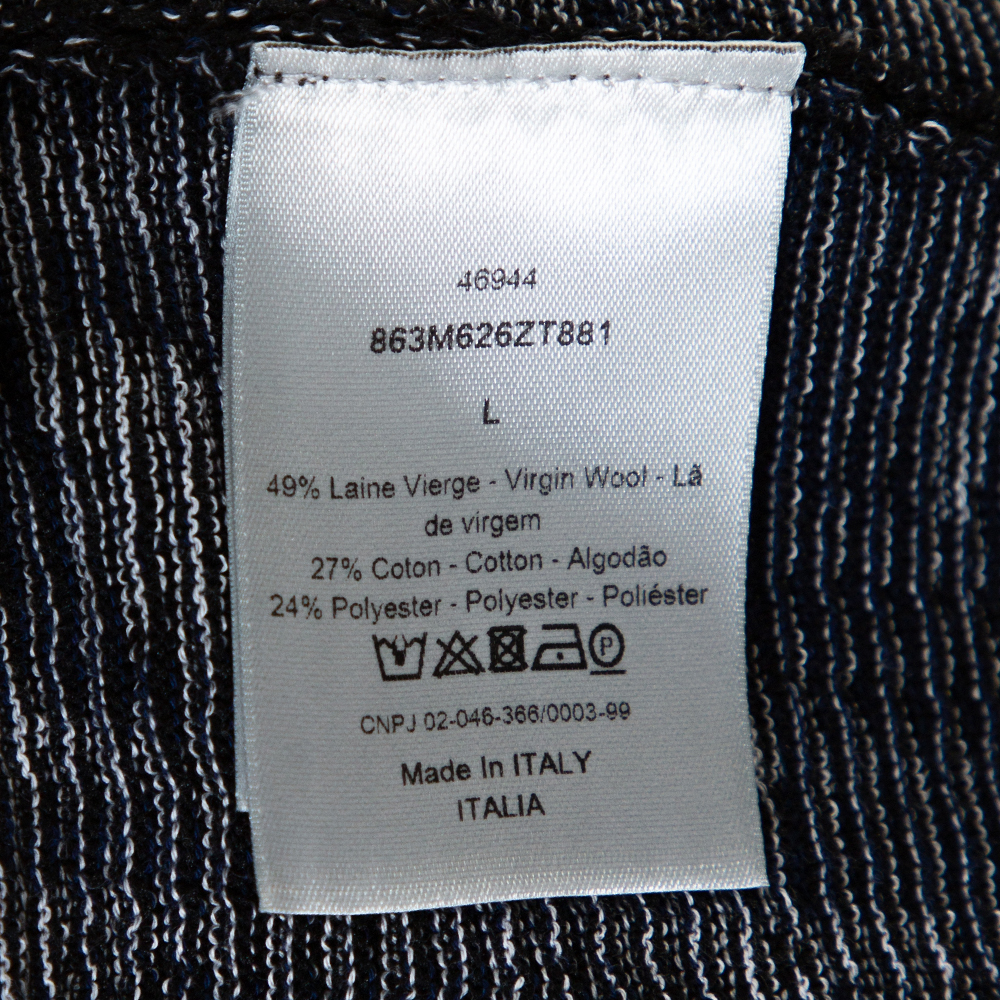 46944
863M626ZT881
L
49% Laine Vierge - Virgin Wool - Lã
de virgem
27% Coton - Cotton - Algodão
24% Polyester - Polyester - Poliéster
P
CNPJ 02-046-366/0003-99
Made In ITALY
ITALIA